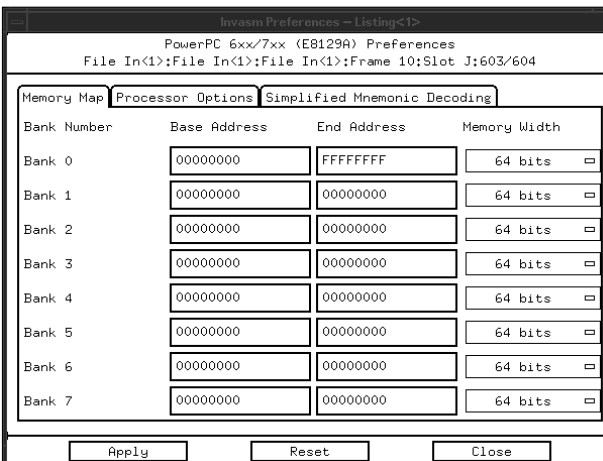 Invasm Preferences — Listing<1>
PowerPC 6xx/7xx (E8129A) Preferences
File In<1>:File In<1>:File In<1>:Frame 10:Slot J:603/604
Memory Map Processor Options Simplified Mnemonic Decoding
Bank Number Base Address End Address Memory Width
Bank 0 00000000 FFFFFFFF 64 bits
Bank 1 00000000 00000000 64 bits
Bank 2 00000000 00000000 64 bits
Bank 3 00000000 00000000 64 bits
Bank 4 00000000 00000000 64 bits
Bank 5 00000000 00000000 64 bits
Bank 6 00000000 00000000 64 bits
Bank 7 00000000 00000000 64 bits
Apply Reset Close